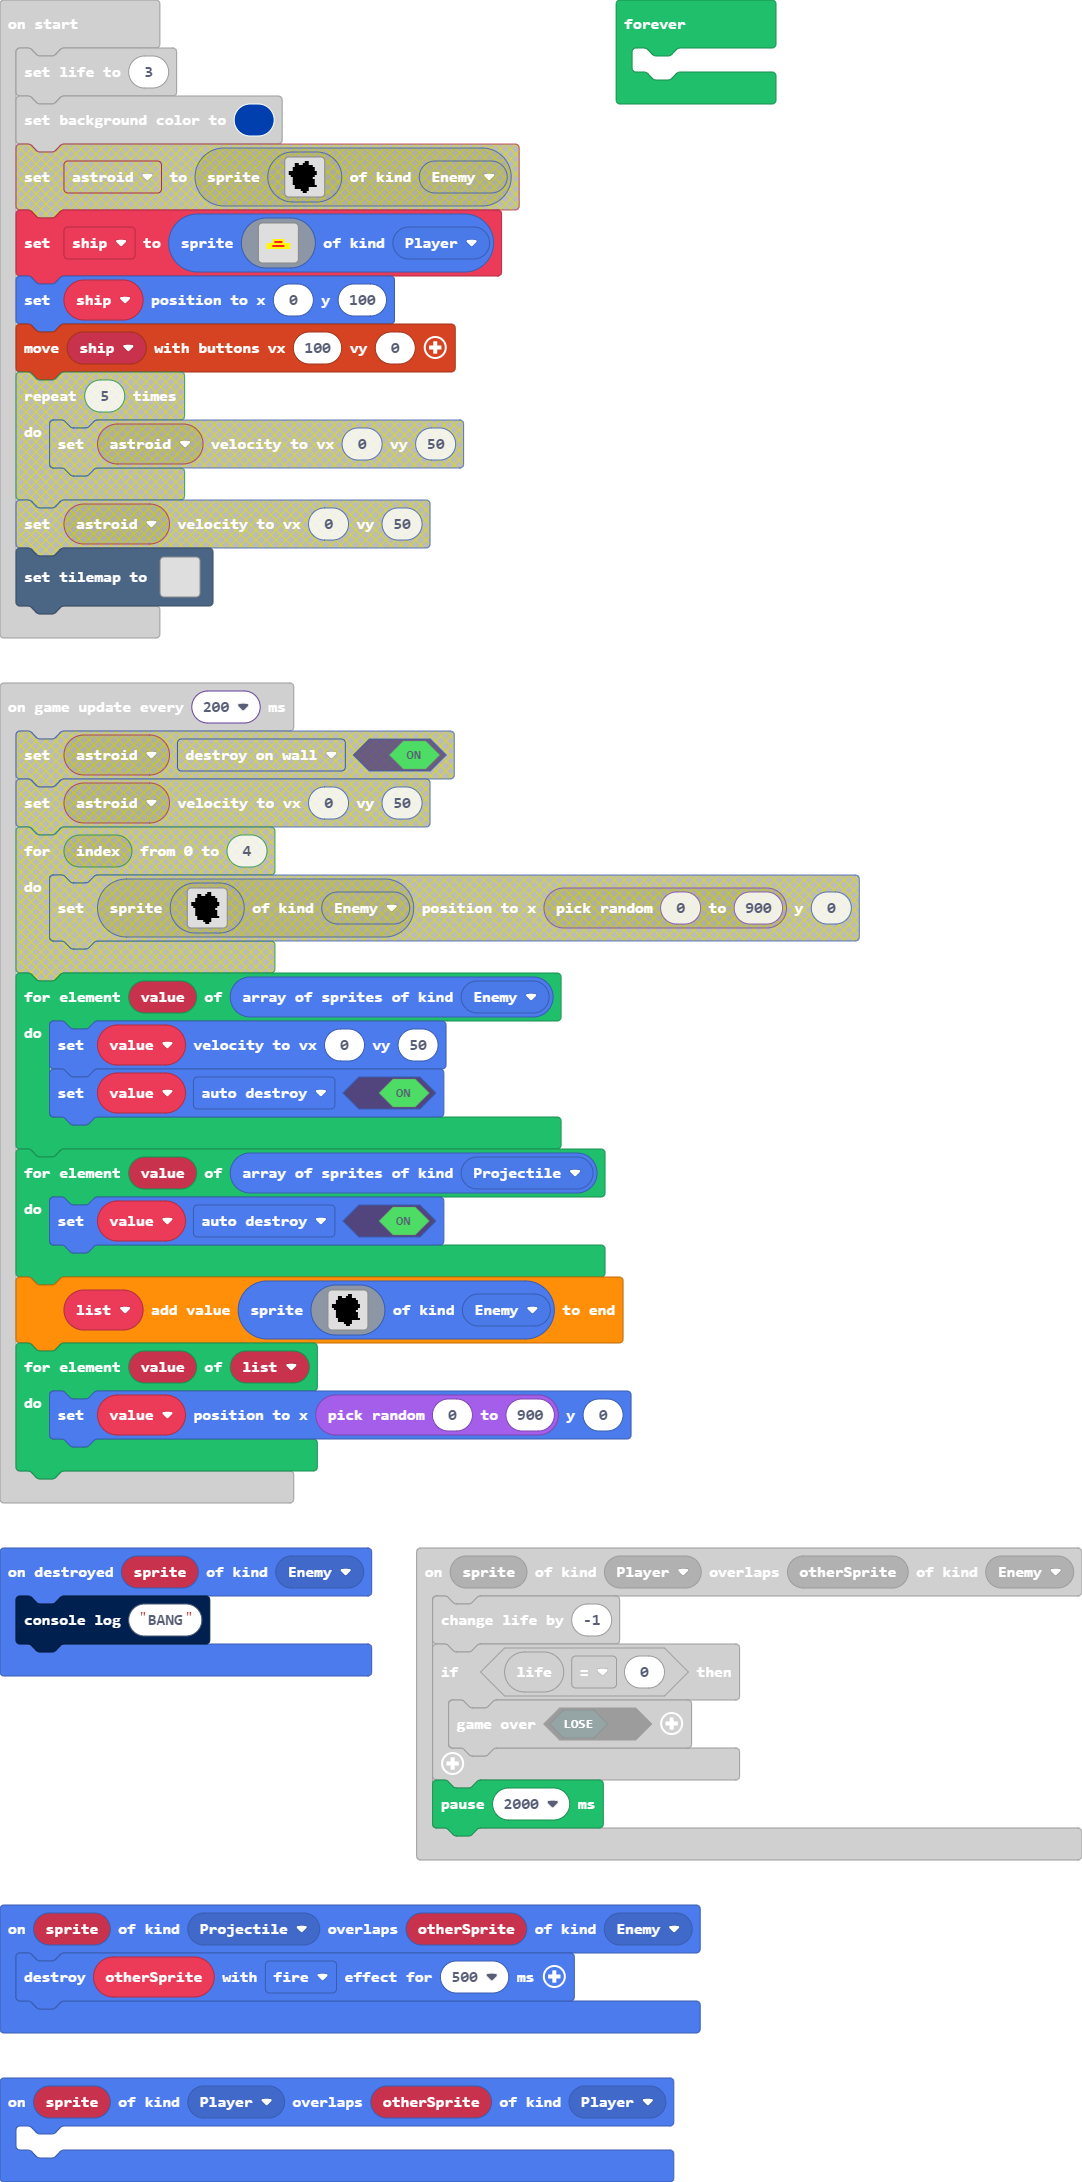 on start
set life to 3
set background color to
set astroid to sprite of kind Enemy
set ship to sprite of kind Player
set ship position to x 0 y 100
move ship with buttons vx 100 vy 0
repeat 5 times
do set astroid velocity to vx 0 vy 50
set astroid velocity to vx 0 vy 50
set tilemap to
forever
on game update every 200 ms
set astroid destroy on wall ON
set astroid velocity to vx 0 vy 50
for index from 0 to 4
do set sprite of kind Enemy position to x pick random 0 to 900 y 0
for element value of array of sprites of kind Enemy
do set value velocity to vx 0 vy 50
set value auto destroy ON
for element value of array of sprites of kind Projectile
do set value auto destroy ON
list add value sprite of kind Enemy to end
for element value of list
do set value position to x pick random 0 to 900 y 0
on destroyed sprite of kind Enemy
console log "BANG"
on sprite of kind Player overlaps otherSprite of kind Enemy
change life by -1
if life = 0 then
game over LOSE
pause 2000 ms
on sprite of kind Projectile overlaps otherSprite of kind Enemy
destroy otherSprite with fire effect for 500 ms
on sprite of kind Player overlaps otherSprite of kind Player